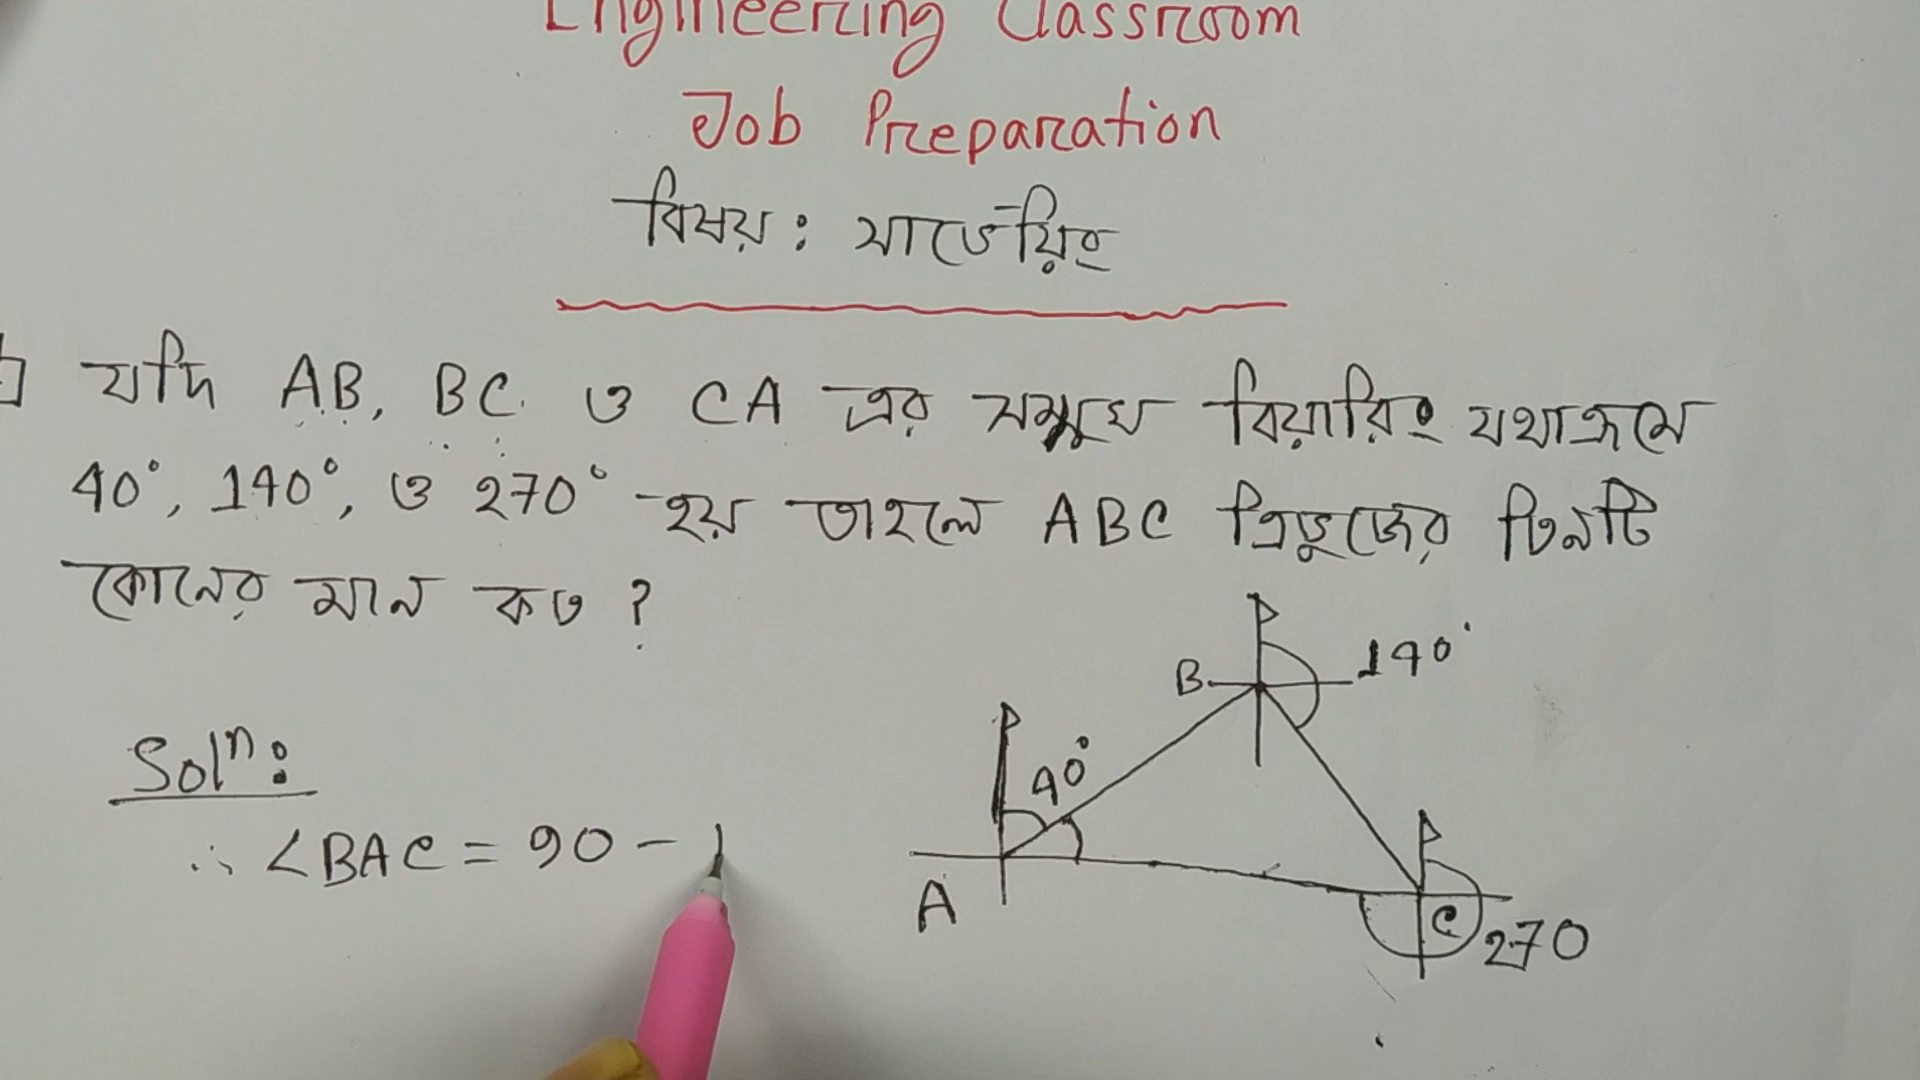 Engineering Classroom
Job Preparation
বিষয় : সার্ভেয়িং
যদি AB, BC ও CA এর সম্মুখ বিয়ারিং যথাক্রমে
40°, 140°, ও 270° হয় তাহলে ABC ত্রিভুজের তিনটি
কোনের মান কত ?
B 140°
Solⁿ:
40°
∴ <BAC = 90 -
A
C 270